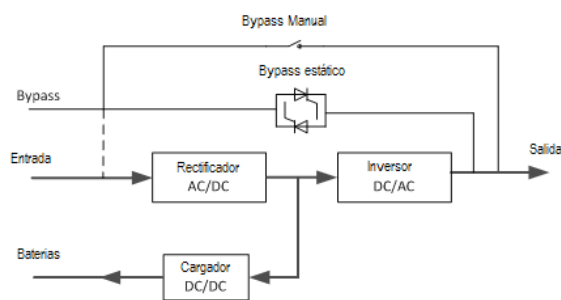 Bypass Manual
Bypass estático
Bypass
Entrada
Rectificador
AC/DC
Inversor
DC/AC
Salida
Baterias
Cargador
DC/DC